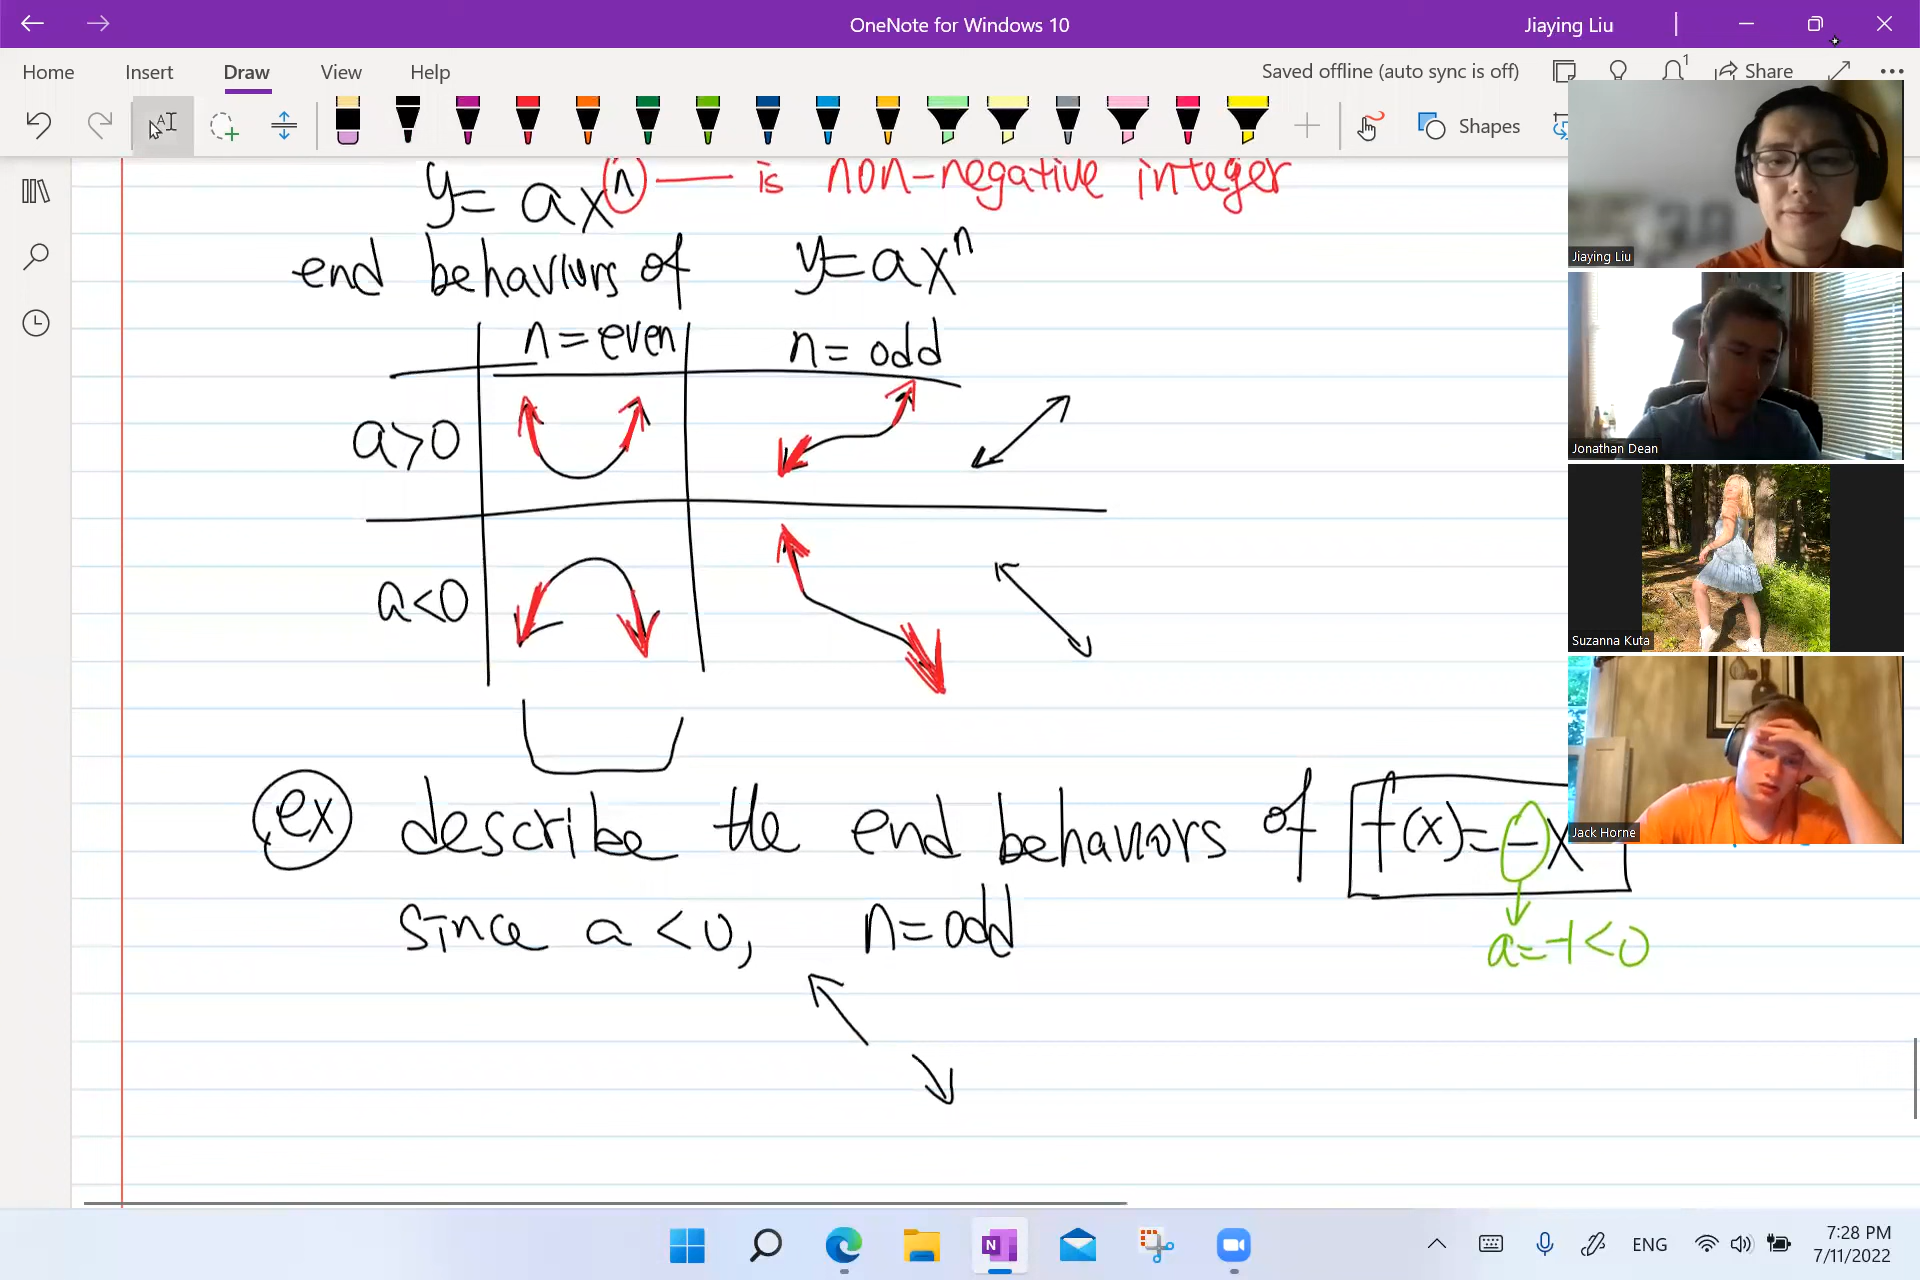 OneNote for Windows 10
Jiaying Liu
Home Insert Draw View Help
Saved offline (auto sync is off)
1
Share
Shapes
y = ax^n — is non-negative integer
end behaviors of y = ax^n
n = even n = odd
a>0
a<0
ex describe the end behaviors of f(x) = -x
since a < 0, n = odd
a = -1 < 0
Jiaying Liu
Jonathan Dean
Suzanna Kuta
Jack Horne
ENG
7:28 PM
7/11/2022